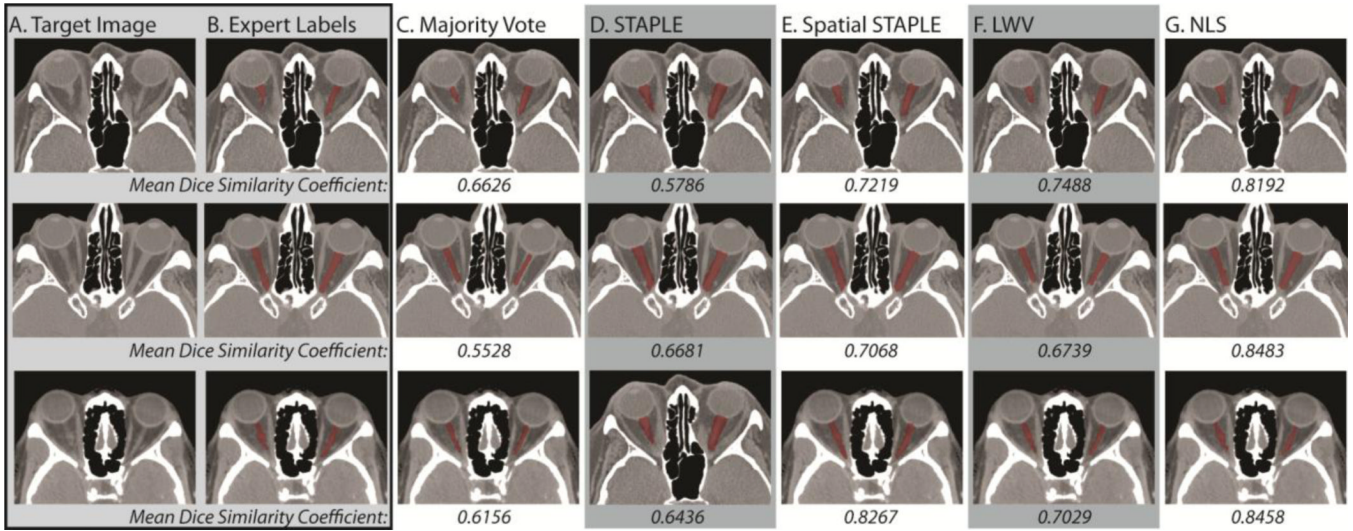 A. Target Image B. Expert Labels C. Majority Vote D. STAPLE E. Spatial STAPLE F. LWV G. NLS
Mean Dice Similarity Coefficient: 0.6626 0.5786 0.7219 0.7488 0.8192
Mean Dice Similarity Coefficient: 0.5528 0.6681 0.7068 0.6739 0.8483
Mean Dice Similarity Coefficient: 0.6156 0.6436 0.8267 0.7029 0.8458